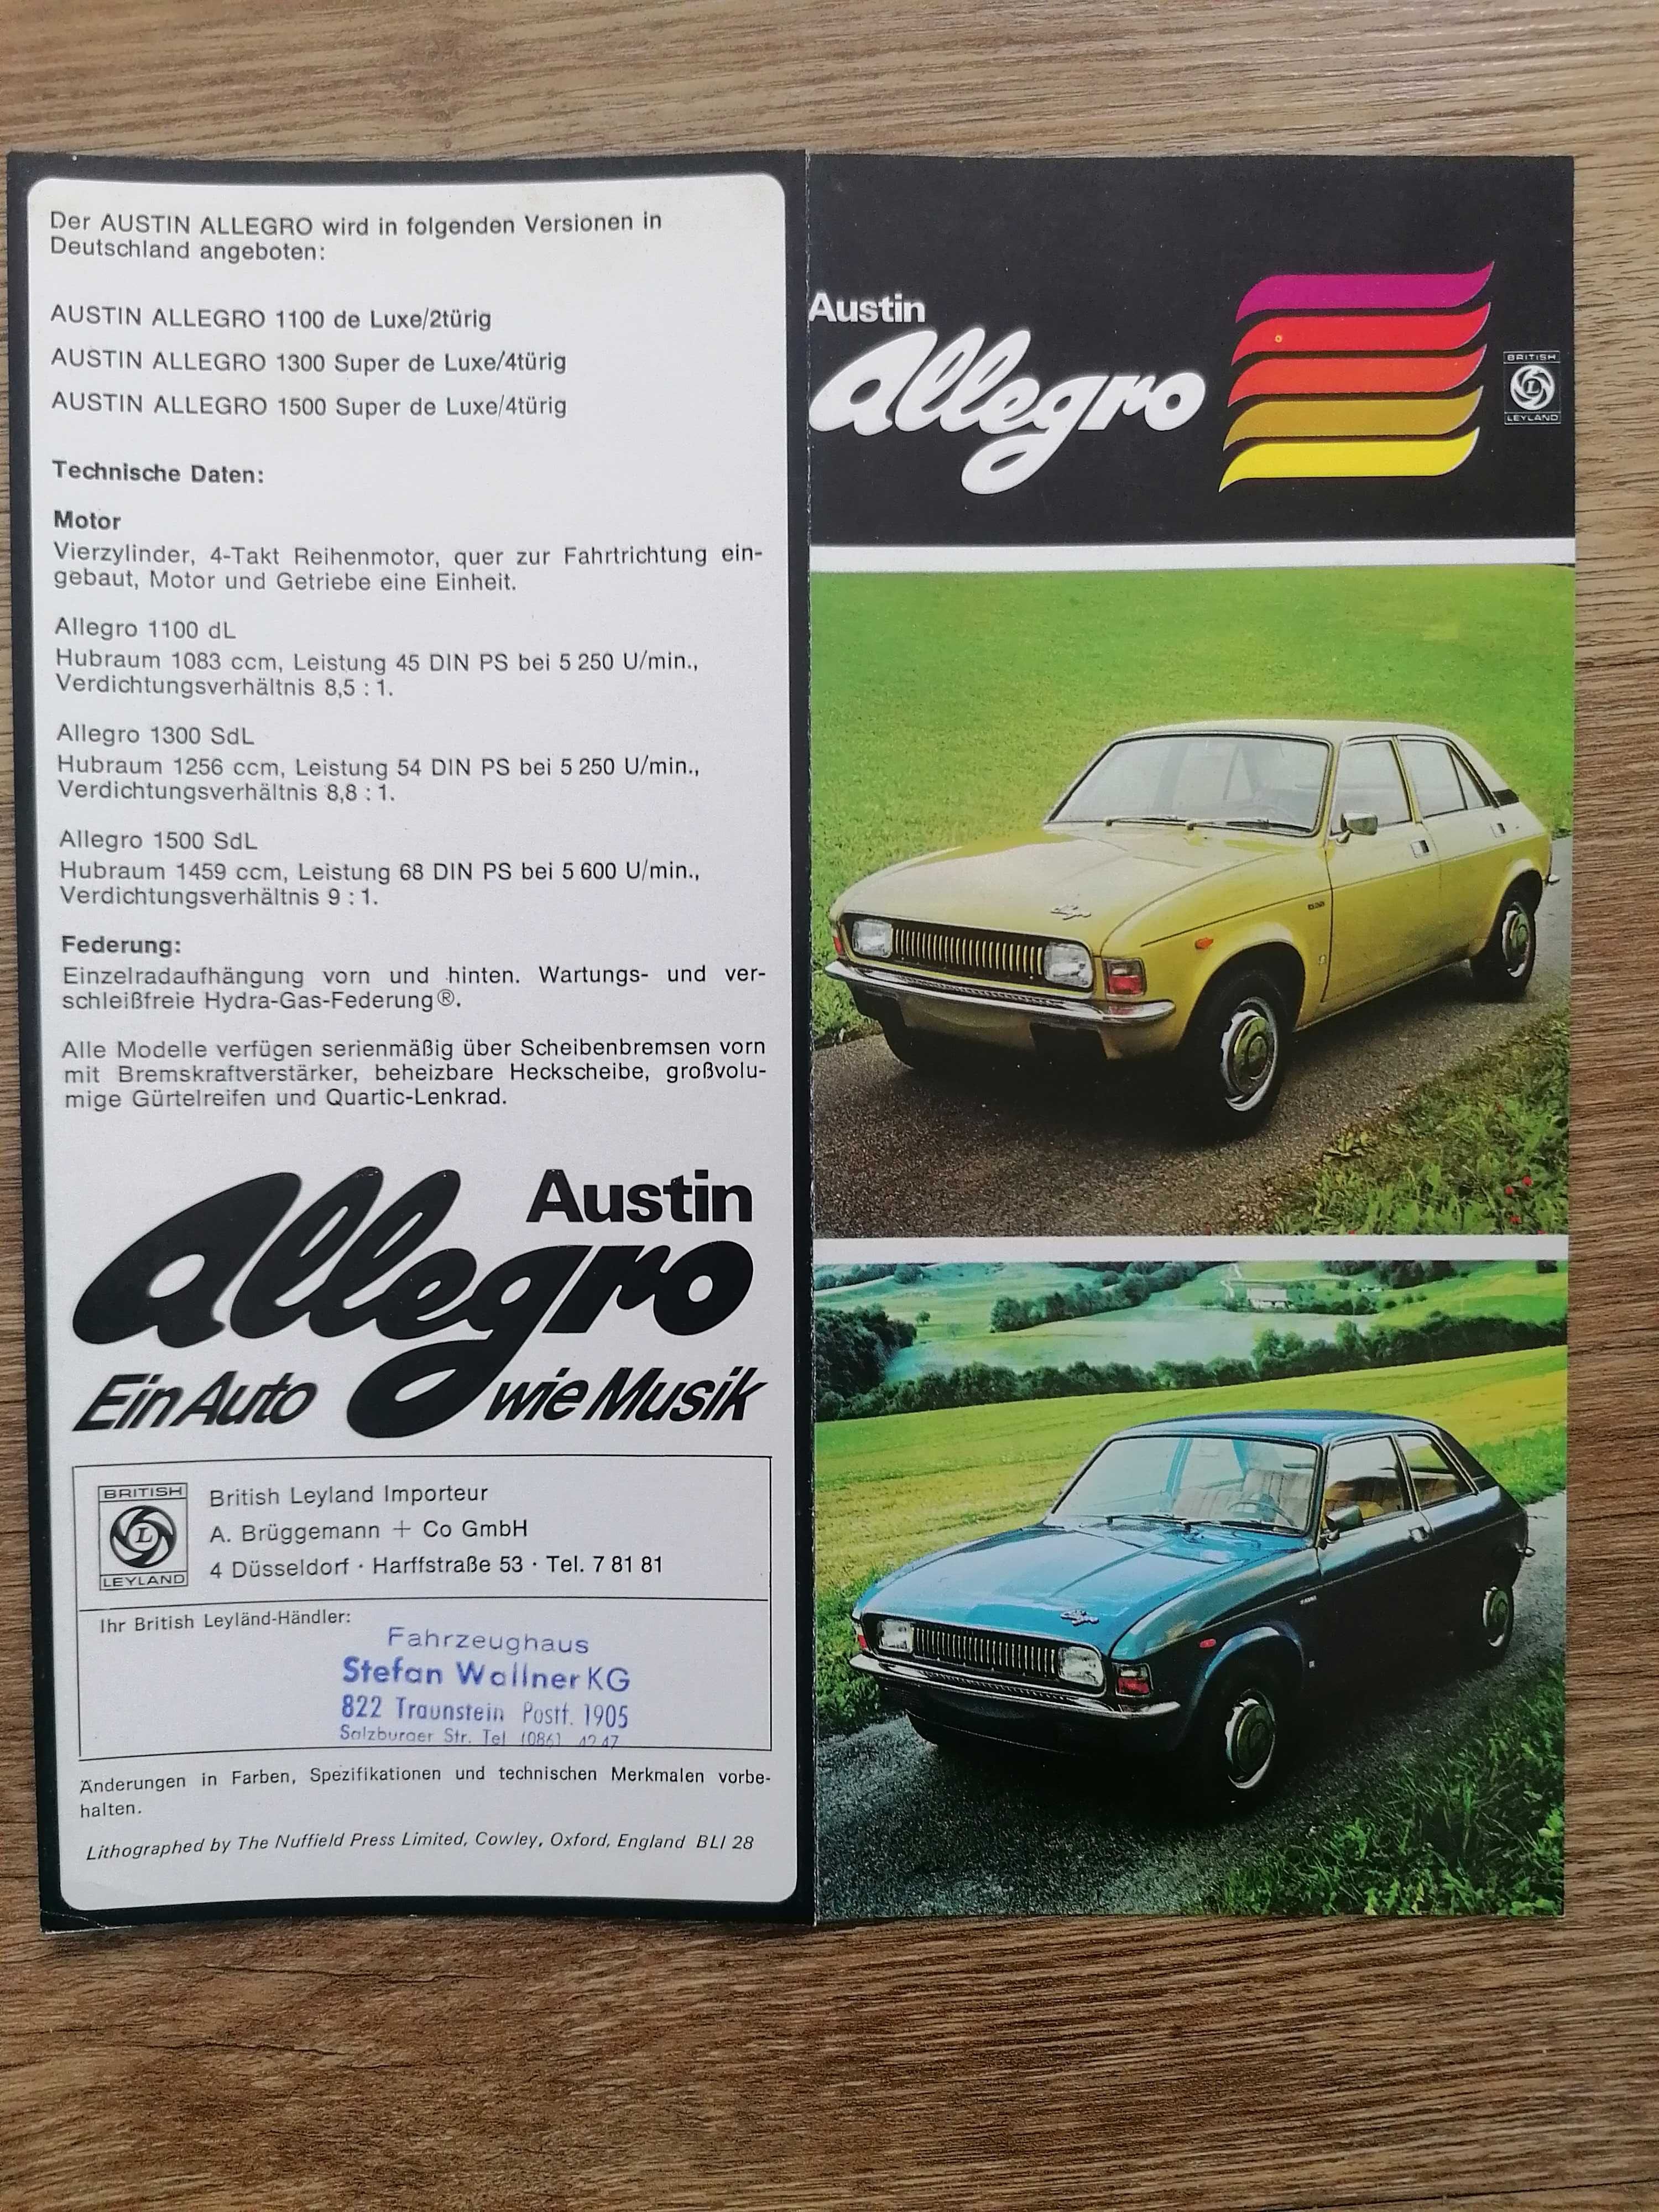 Der AUSTIN ALLEGRO wird in folgenden Versionen in
Deutschland angeboten:
AUSTIN ALLEGRO 1100 de Luxe/2türig
AUSTIN ALLEGRO 1300 Super de Luxe/4türig
AUSTIN ALLEGRO 1500 Super de Luxe/4türig
Technische Daten:
Motor
Vierzylinder, 4-Takt Reihenmotor, quer zur Fahrtrichtung ein-
gebaut, Motor und Getriebe eine Einheit.
Allegro 1100 dL
Hubraum 1083 ccm, Leistung 45 DIN PS bei 5 250 U/min.,
Verdichtungsverhältnis 8,5 : 1.
Allegro 1300 SdL
Hubraum 1256 ccm, Leistung 54 DIN PS bei 5 250 U/min.,
Verdichtungsverhältnis 8,8 : 1.
Allegro 1500 SdL
Hubraum 1459 ccm, Leistung 68 DIN PS bei 5 600 U/min.,
Verdichtungsverhältnis 9 : 1.
Federung:
Einzelradaufhängung vorn und hinten. Wartungs- und ver-
schleißfreie Hydra-Gas-Federung®.
Alle Modelle verfügen serienmäßig über Scheibenbremsen vorn
mit Bremskraftverstärker, beheizbare Heckscheibe, großvolu-
mige Gürtelreifen und Quartic-Lenkrad.
Austin
allegro
Ein Auto wie Musik
BRITISH
L
LEYLAND
British Leyland Importeur
A. Brüggemann + Co GmbH
4 Düsseldorf · Harffstraße 53 · Tel. 7 81 81
Ihr British Leyländ-Händler:
Fahrzeughaus
Stefan Wallner KG
822 Traunstein Postf. 1905
Salzburger Str. Tel (0861) 42 47
Änderungen in Farben, Spezifikationen und technischen Merkmalen vorbe-
halten.
Lithographed by The Nuffield Press Limited, Cowley, Oxford, England BLI 28
Austin
allegro
BRITISH
L
LEYLAND